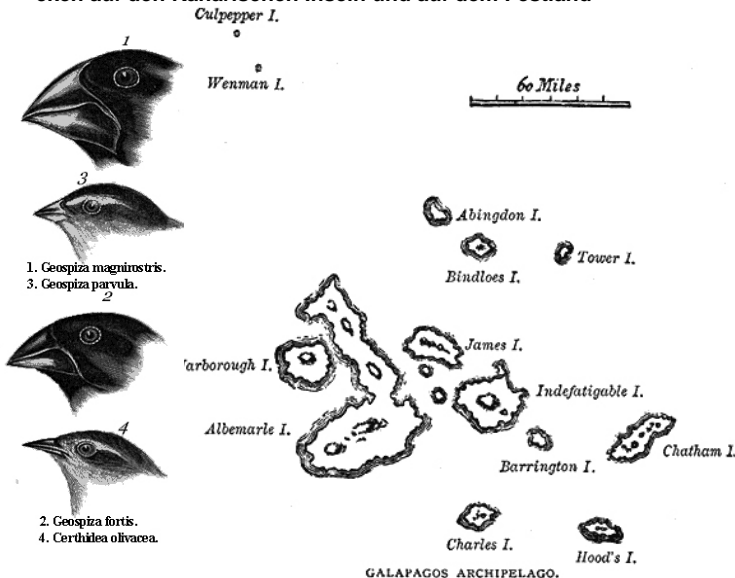 Culpepper I.
Wenman I.
60 Miles
1
3
1. Geospiza magnirostris.
3. Geospiza parvula.
2
4
2. Geospiza fortis.
4. Certhidea olivacea.
Abingdon I.
Bindloes I.
Tower I.
James I.
arborough I.
Indefatigable I.
Albemarle I.
Barrington I.
Chatham I.
Charles I.
Hood's I.
GALAPAGOS ARCHIPELAGO.